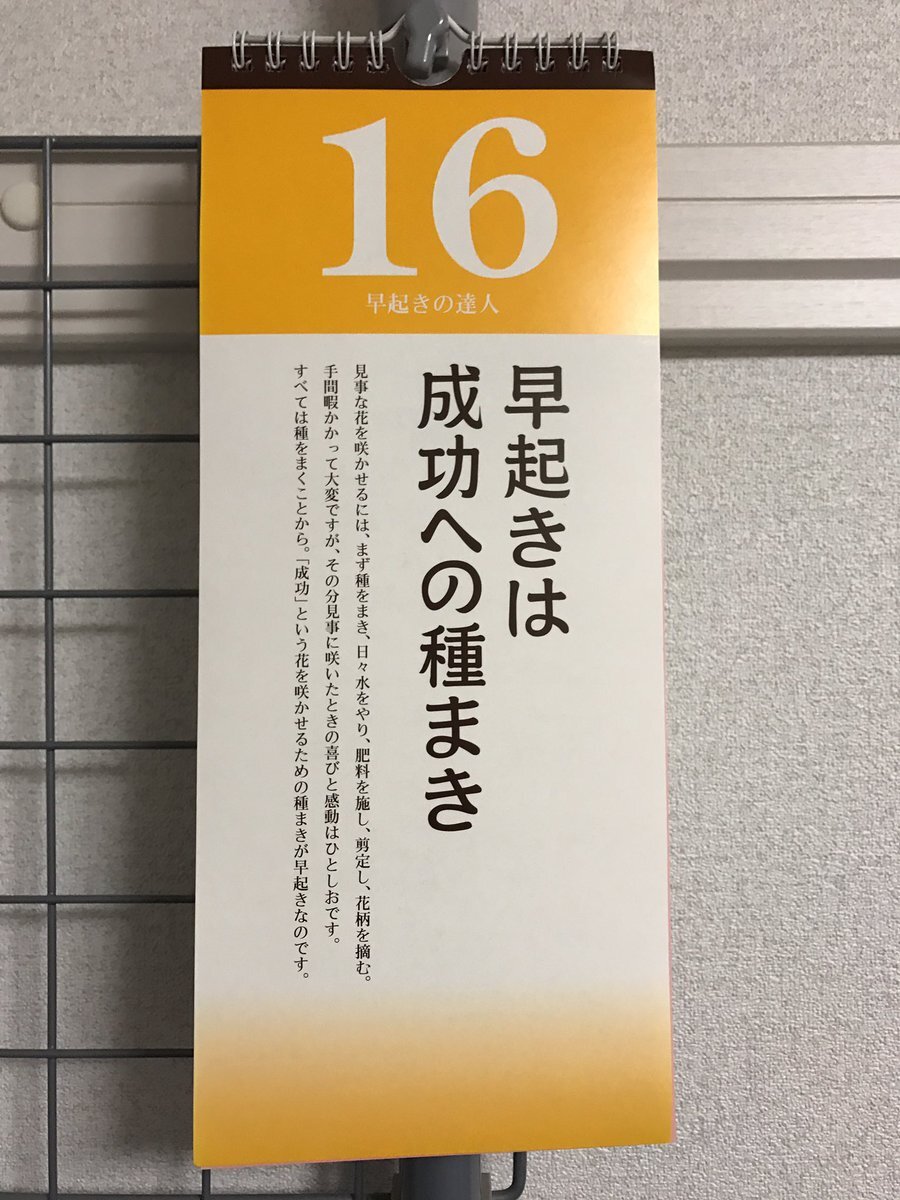 16
早起きの達人
早起きは
成功への種まき
見事な花を咲かせるには、まず種をまき、日々水をやり、肥料を施し、剪定し、花柄を摘む。
手間暇かかって大変ですが、その分見事に咲いたときの喜びと感動はひとしおです。
すべては種をまくことから。「成功」という花を咲かせるための種まきが早起きなのです。